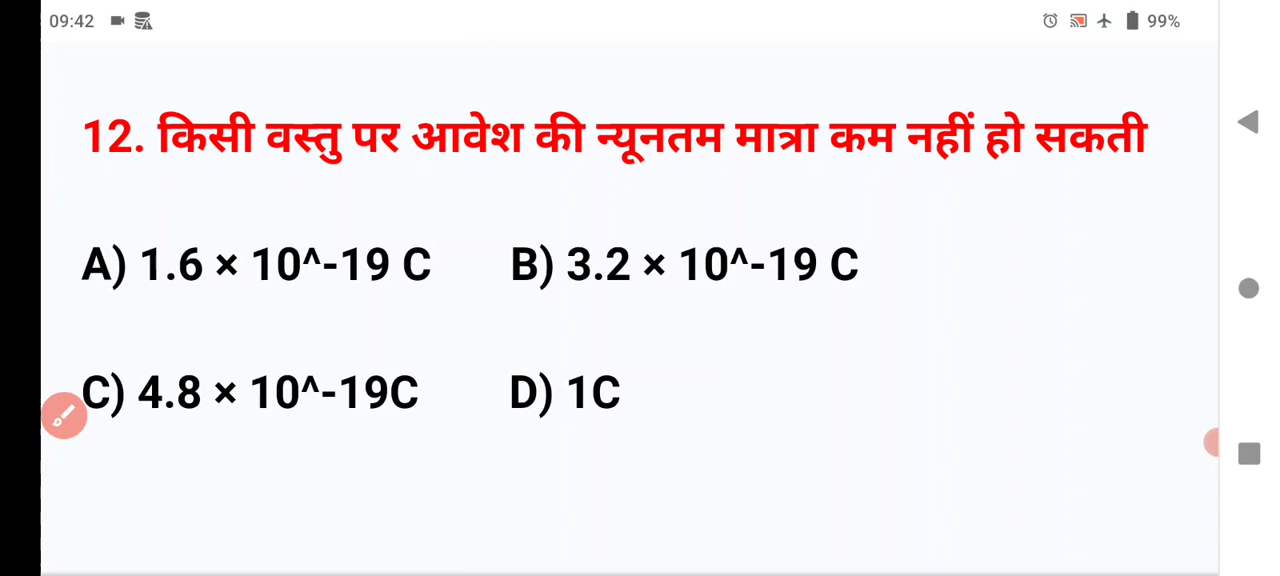 09:42 99%
12. किसी वस्तु पर आवेश की न्यूनतम मात्रा कम नहीं हो सकती
A) 1.6 × 10^-19 C B) 3.2 × 10^-19 C
C) 4.8 × 10^-19C D) 1C